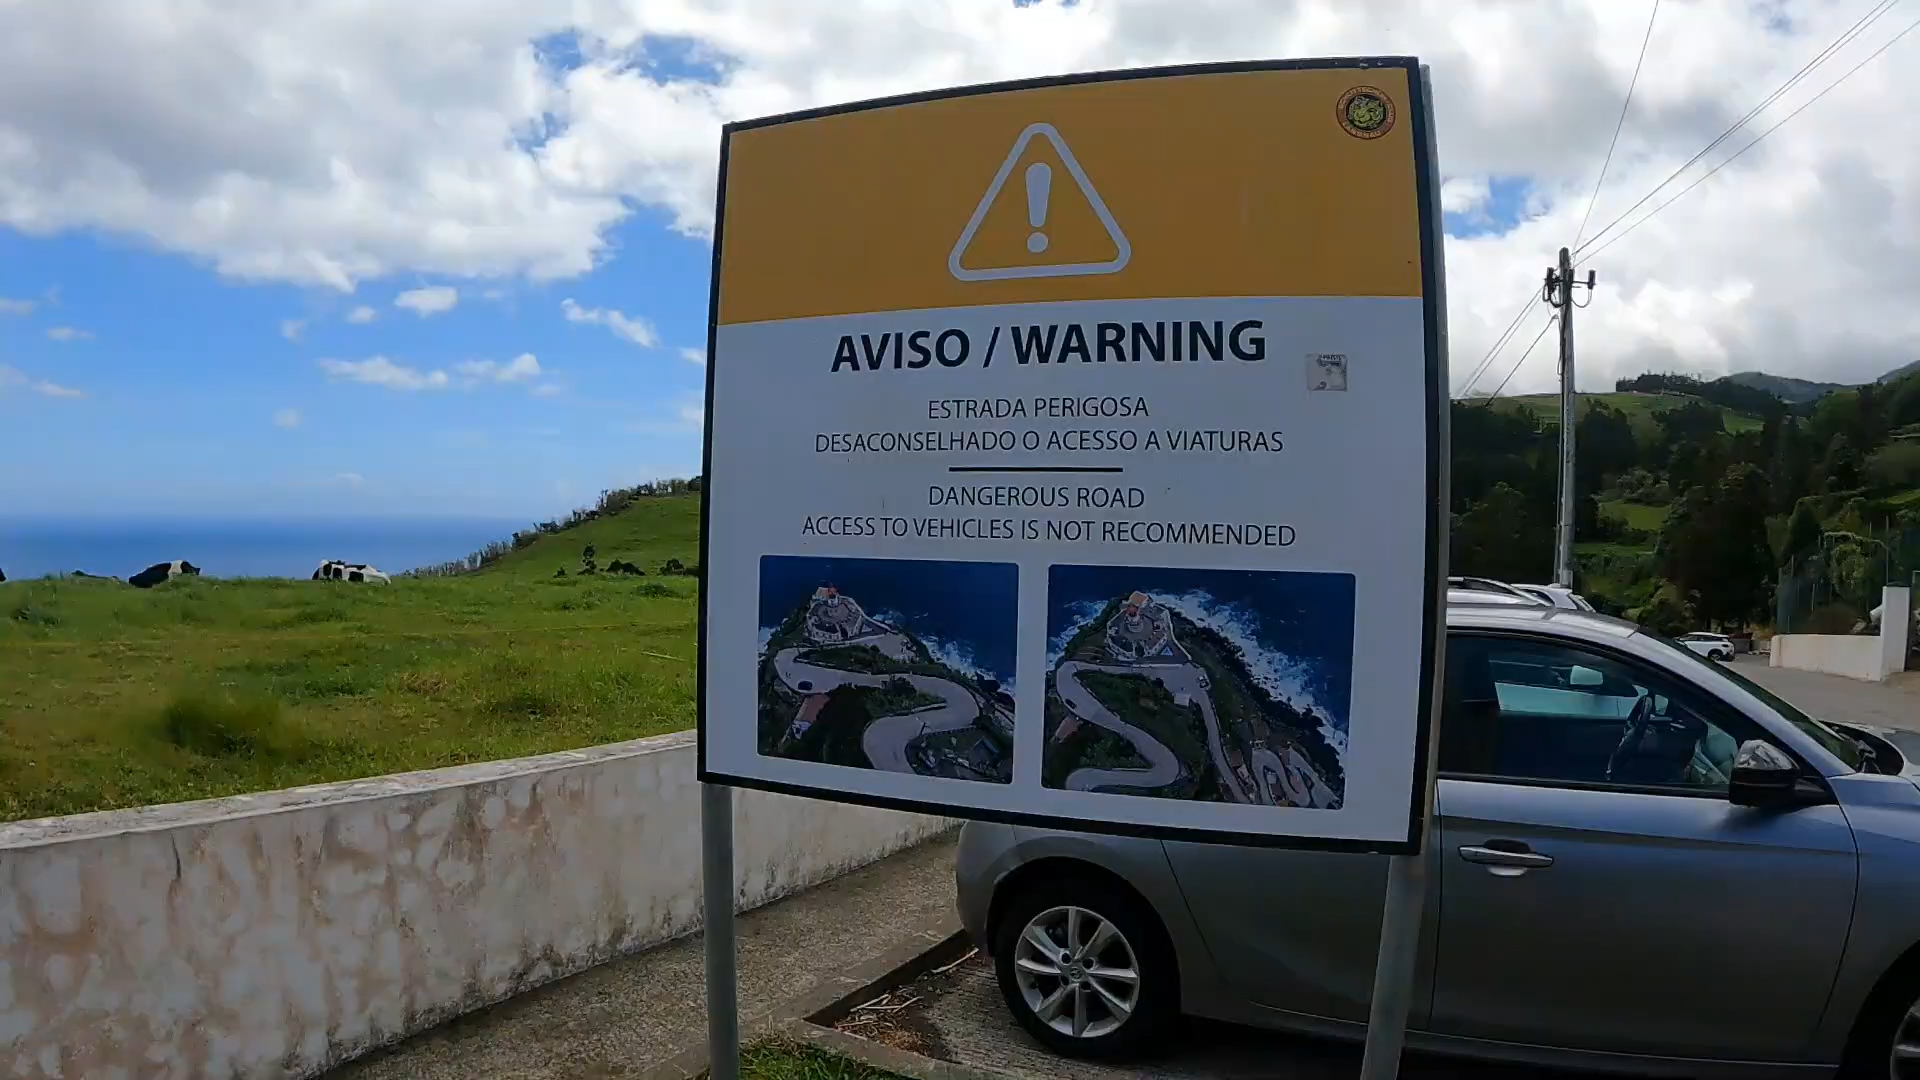 AVISO / WARNING
ESTRADA PERIGOSA
DESACONSELHADO O ACESSO A VIATURAS
DANGEROUS ROAD
ACCESS TO VEHICLES IS NOT RECOMMENDED